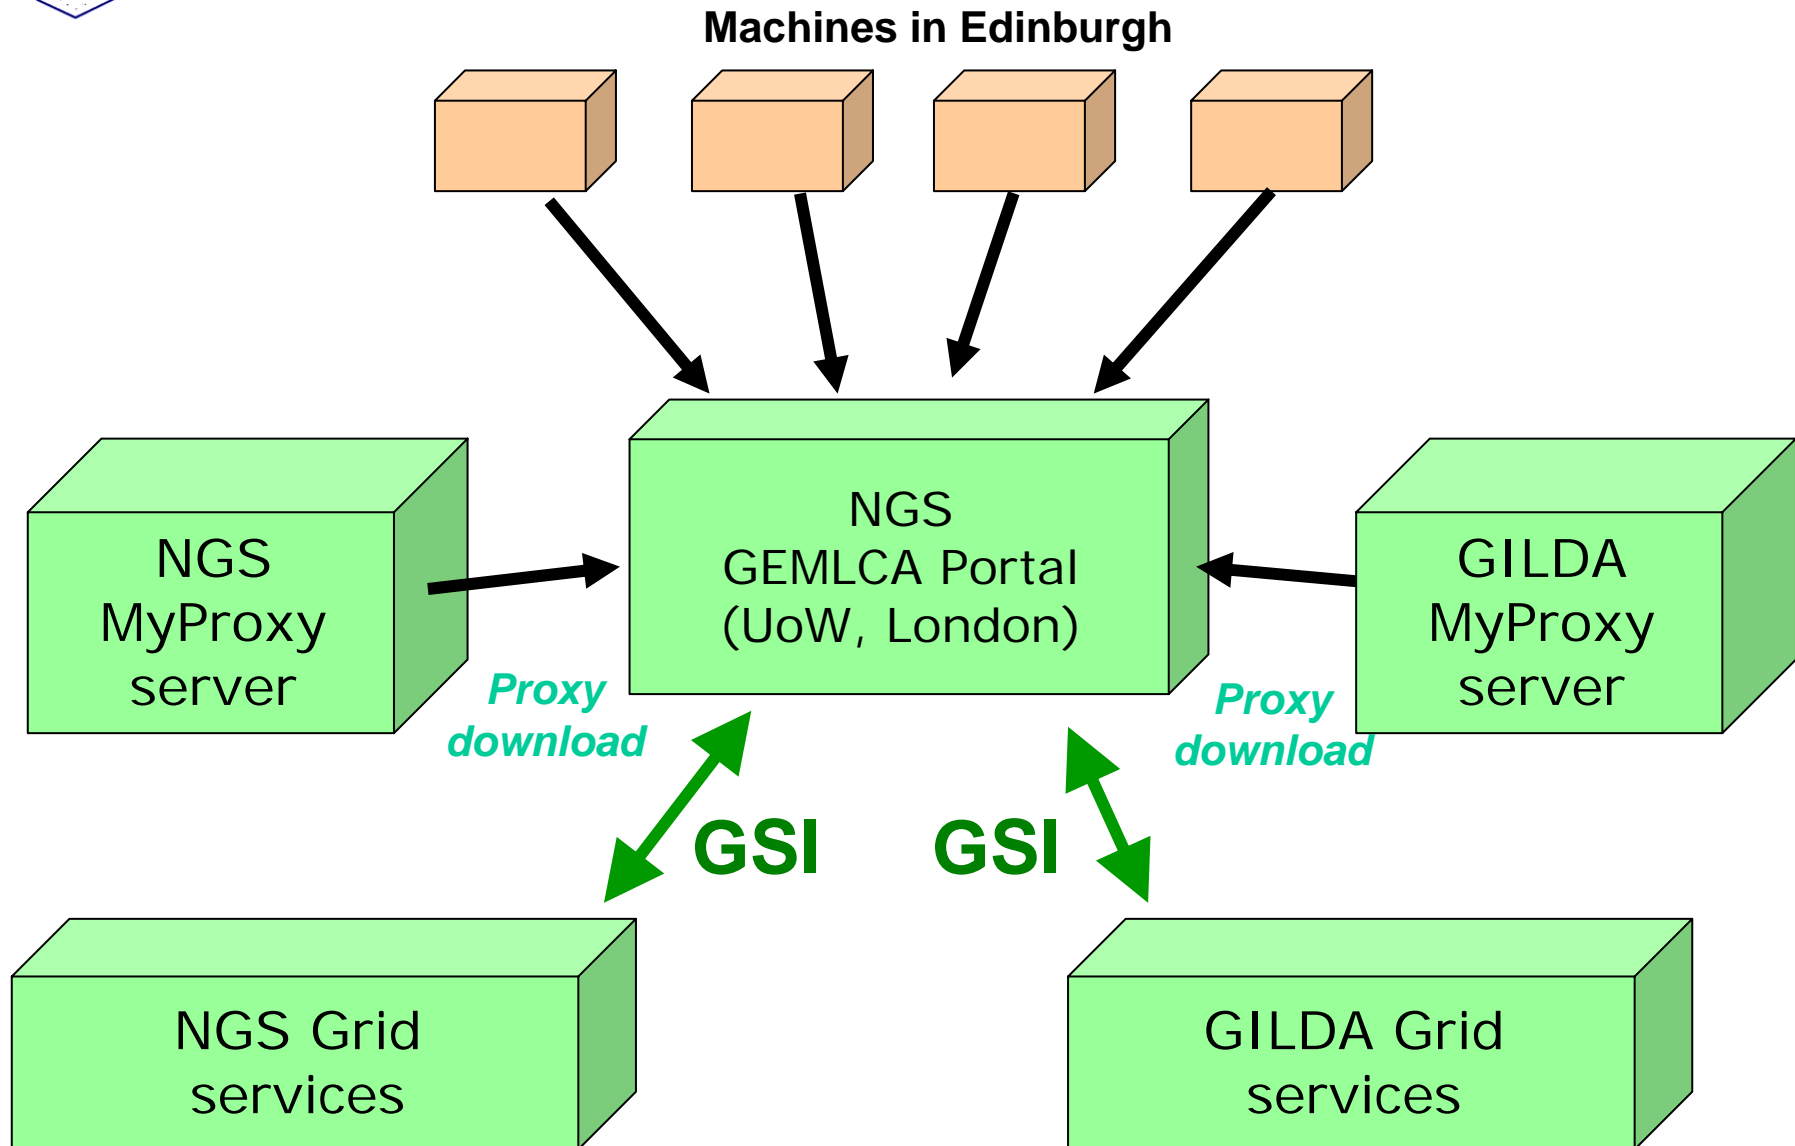 Machines in Edinburgh
NGS
GEMLCA Portal
(UoW, London)
NGS
MyProxy
server
GILDA
MyProxy
server
Proxy
download
Proxy
download
GSI
GSI
NGS Grid
services
GILDA Grid
services